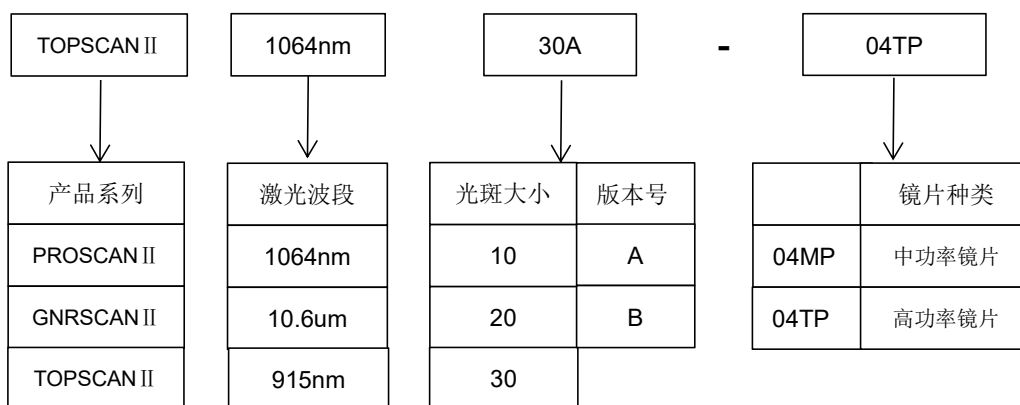 TOPSCANⅡ 1064nm 30A - 04TP
产品系列 激光波段 光斑大小 版本号 镜片种类
PROSCANⅡ 1064nm 10 A 04MP 中功率镜片
GNRSCANⅡ 10.6um 20 B 04TP 高功率镜片
TOPSCANⅡ 915nm 30